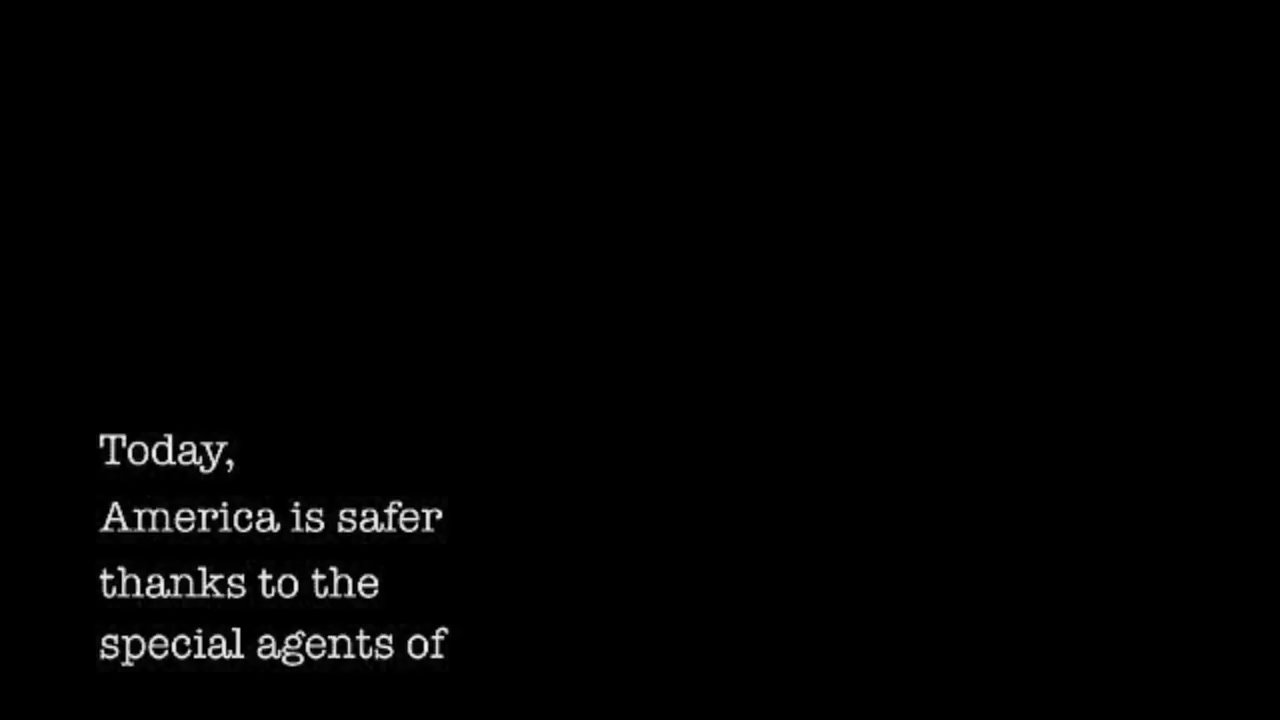 Today,
America is safer
thanks to the
special agents of